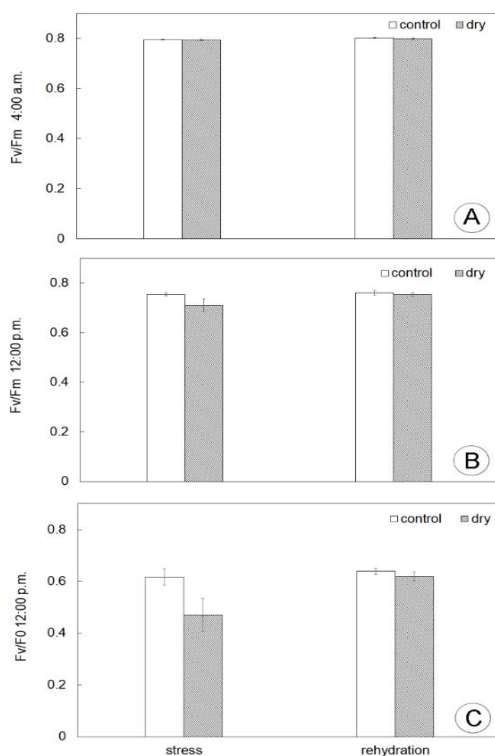 control dry
0.8
0.6
0.4
0.2
0
Fv/Fm 4:00 a.m.
A
control dry
0.8
0.6
0.4
0.2
0
Fv/Fm 12:00 p.m.
B
control dry
0.8
0.6
0.4
0.2
0
Fv/F0 12:00 p.m.
C
stress rehydration